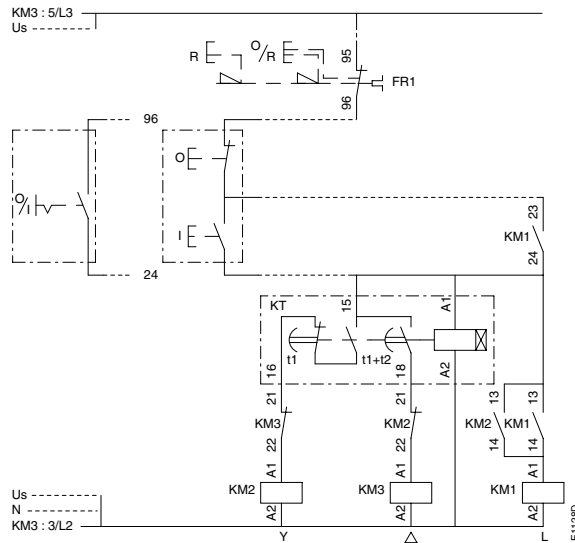 KM3 : 5/L3
Us
R
O/R
95
96
FR1
96
O
O/I
I
23
KM1
24
24
KT
15
A1
t1
t1+t2
16
18
A2
21
KM3
22
21
KM2
22
13
KM2
14
13
KM1
14
A1
KM2
A2
A1
KM3
A2
A1
KM1
A2
Us
N
KM3 : 3/L2
Y
△
L
E1128D